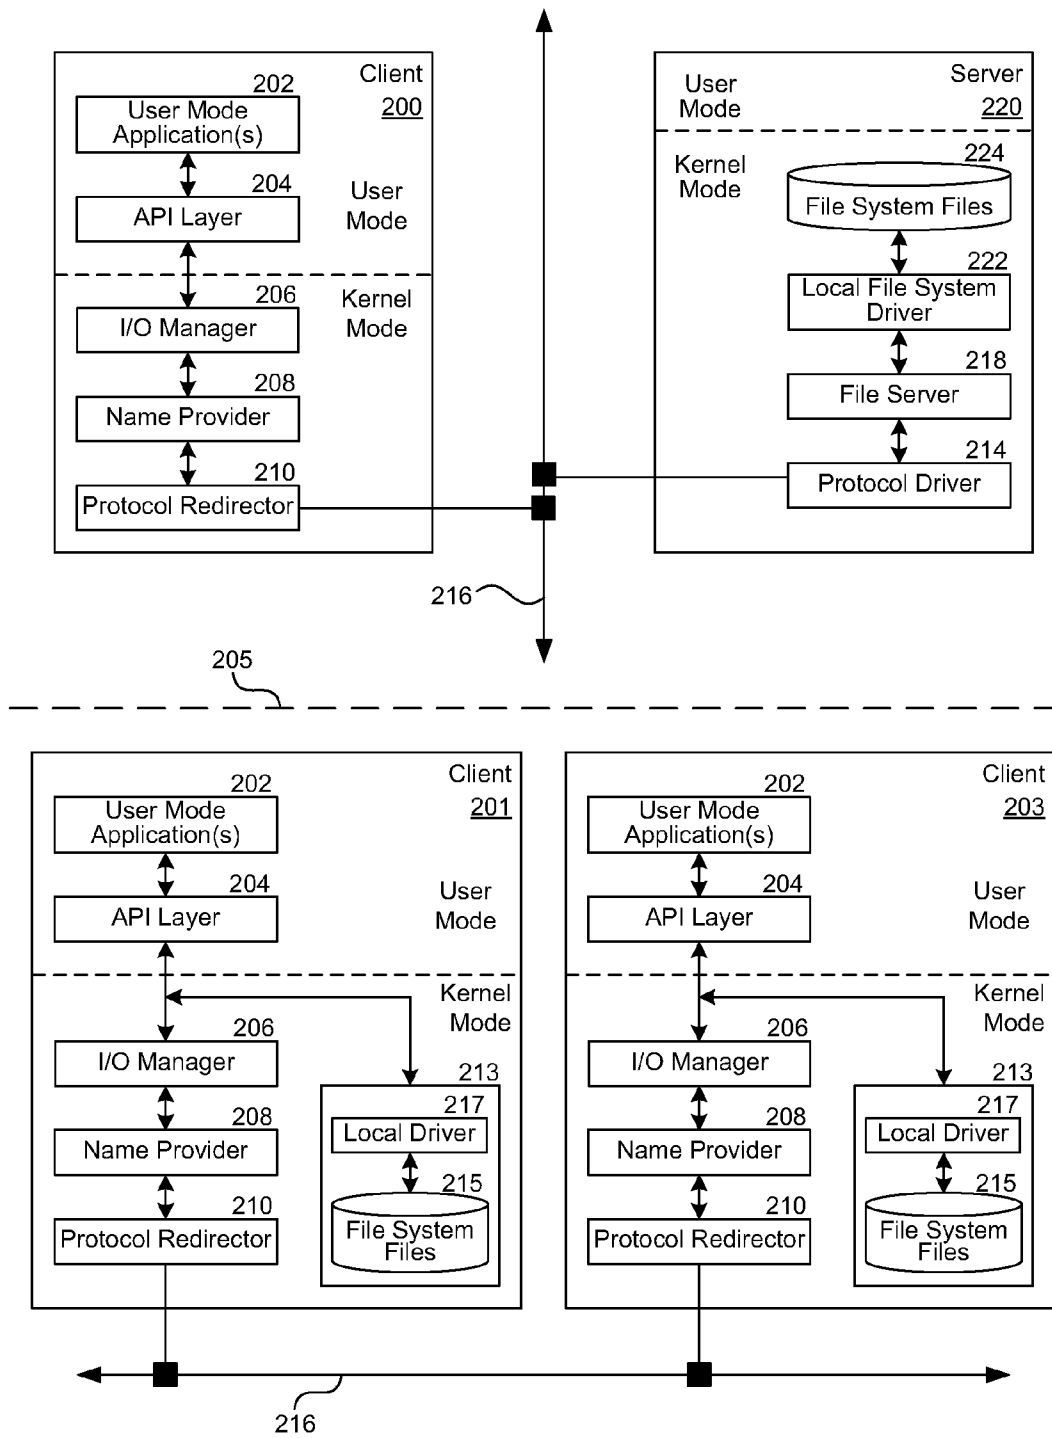 Client
200
202
User Mode
Application(s)
204
API Layer
User
Mode
206
Kernel
Mode
I/O Manager
208
Name Provider
210
Protocol Redirector
Server
220
User
Mode
Kernel
Mode
224
File System Files
222
Local File System
Driver
218
File Server
214
Protocol Driver
216
205
Client
201
202
User Mode
Application(s)
204
API Layer
User
Mode
Kernel
Mode
206
I/O Manager
208
Name Provider
210
Protocol Redirector
213
217
Local Driver
215
File System
Files
Client
203
202
User Mode
Application(s)
204
API Layer
User
Mode
Kernel
Mode
206
I/O Manager
208
Name Provider
210
Protocol Redirector
213
217
Local Driver
215
File System
Files
216